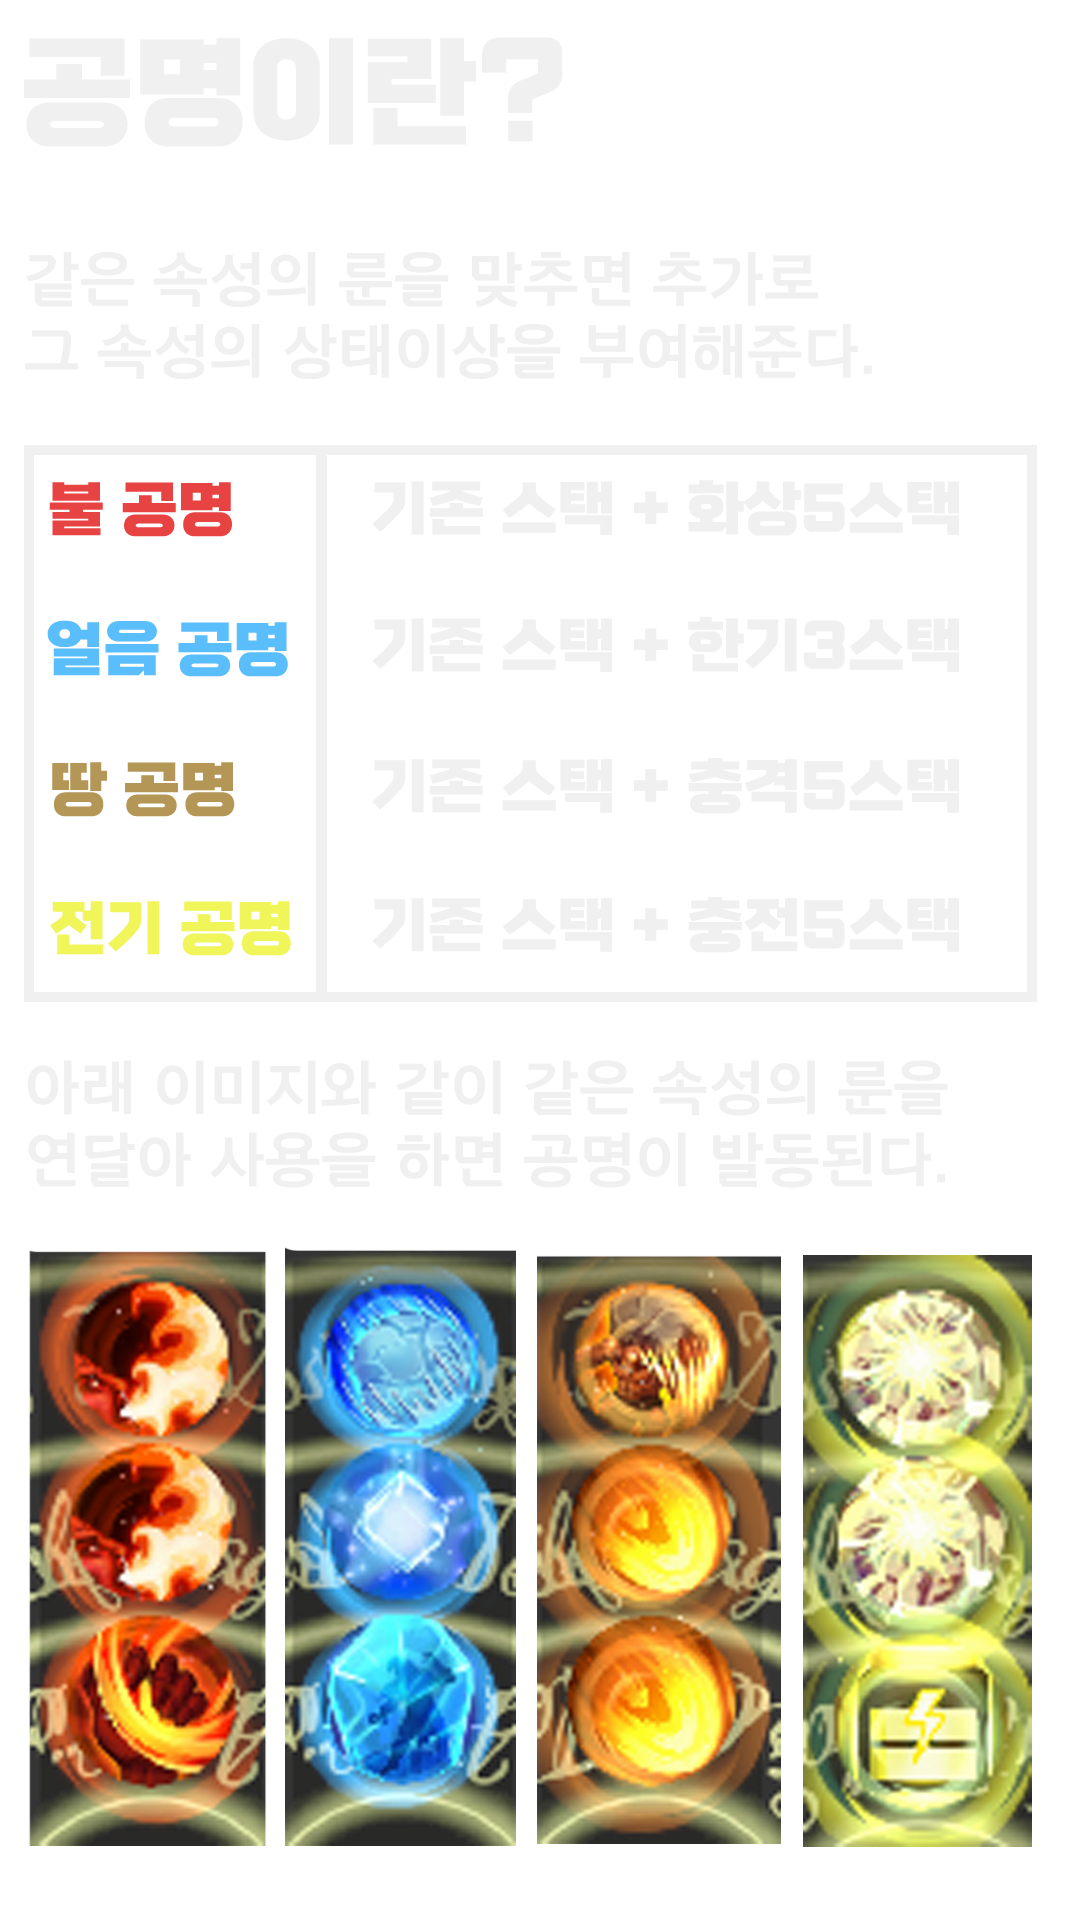 공명이란?
같은 속성의 룬을 맞추면 추가로
그 속성의 상태이상을 부여해준다.
불 공명 기존 스택 + 화상5스택
얼음 공명 기존 스택 + 한기3스택
땅 공명 기존 스택 + 충격5스택
전기 공명 기존 스택 + 충전5스택
아래 이미지와 같이 같은 속성의 룬을
연달아 사용을 하면 공명이 발동된다.